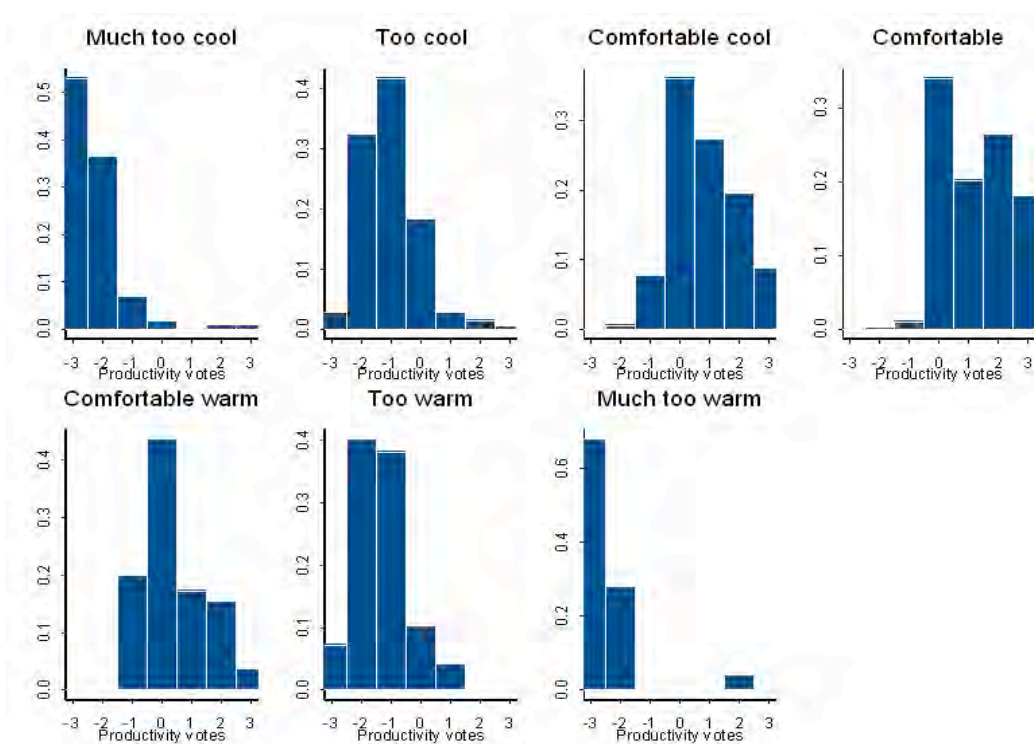 Much too cool
Too cool
Comfortable cool
Comfortable
0.5
0.4
0.3
0.2
0.1
0.0
0.4
0.3
0.2
0.1
0.0
0.3
0.2
0.1
0.0
0.3
0.2
0.1
0.0
-3 -2 -1 0 1 2 3
-3 -2 -1 0 1 2 3
-3 -2 -1 0 1 2 3
-3 -2 -1 0 1 2 3
Productivity votes
Productivity votes
Productivity votes
Productivity votes
Comfortable warm
Too warm
Much too warm
0.4
0.3
0.2
0.1
0.0
0.4
0.3
0.2
0.1
0.0
0.6
0.4
0.2
0.0
-3 -2 -1 0 1 2 3
-3 -2 -1 0 1 2 3
-3 -2 -1 0 1 2 3
Productivity votes
Productivity votes
Productivity votes